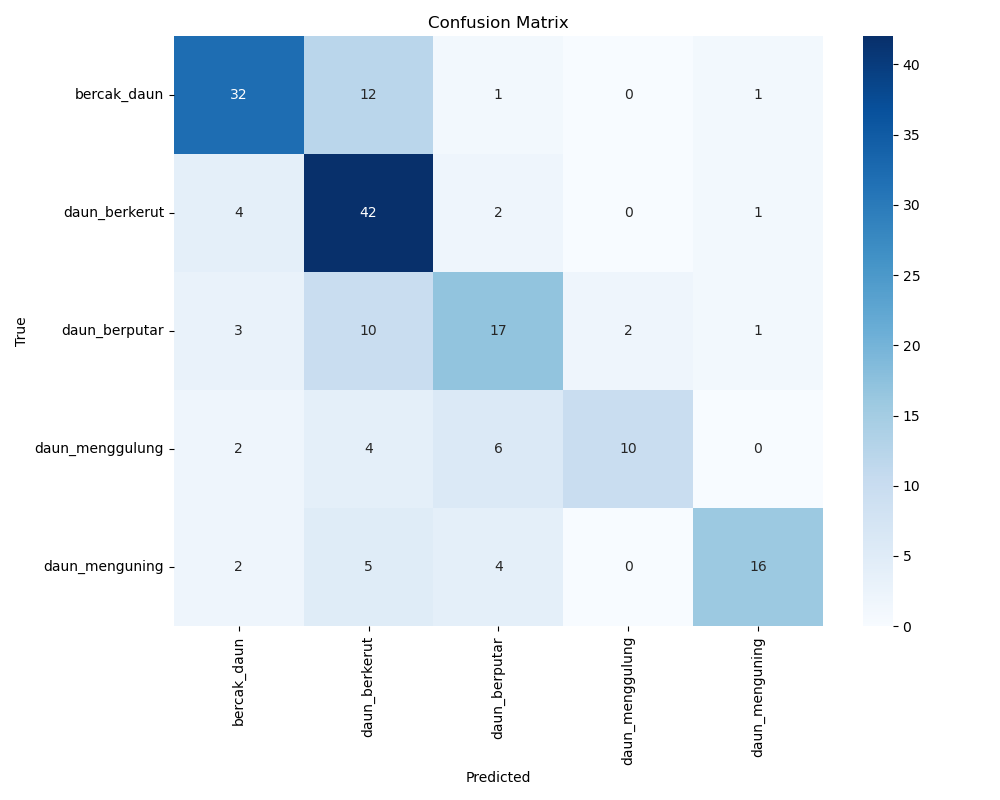 Confusion Matrix
True
bercak_daun 32 12 1 0 1
daun_berkerut 4 42 2 0 1
daun_berputar 3 10 17 2 1
daun_menggulung 2 4 6 10 0
daun_menguning 2 5 4 0 16
bercak_daun daun_berkerut daun_berputar daun_menggulung daun_menguning
Predicted
40
35
30
25
20
15
10
5
0